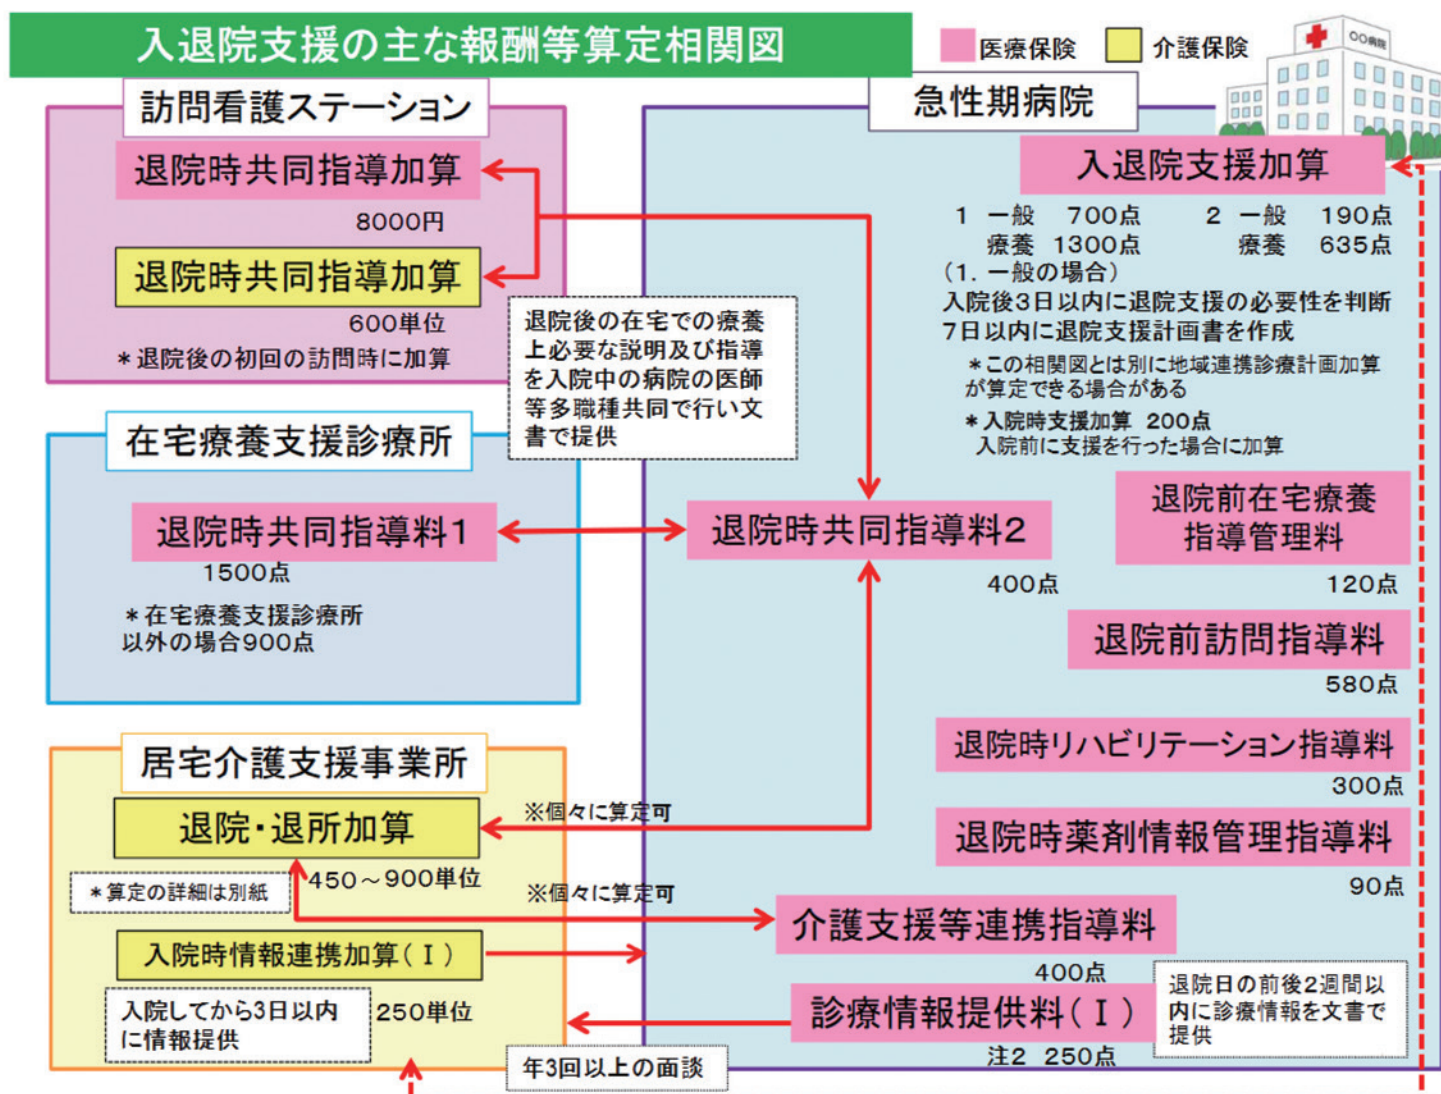 入退院支援の主な報酬等算定相関図
医療保険
介護保険
〇〇病院
訪問看護ステーション
退院時共同指導加算
8000円
退院時共同指導加算
600単位
*退院後の初回の訪問時に加算
退院後の在宅での療養
上必要な説明及び指導
を入院中の病院の医師
等多職種共同で行い文
書で提供
在宅療養支援診療所
退院時共同指導料1
1500点
*在宅療養支援診療所
以外の場合900点
居宅介護支援事業所
退院・退所加算
450～900単位
*算定の詳細は別紙
入院時情報連携加算(Ⅰ)
入院してから3日以内
に情報提供
250単位
※個々に算定可
※個々に算定可
年3回以上の面談
急性期病院
入退院支援加算
1 一般 700点 2 一般 190点
療養 1300点 療養 635点
(1. 一般の場合)
入院後3日以内に退院支援の必要性を判断
7日以内に退院支援計画書を作成
*この相関図とは別に地域連携診療計画加算
が算定できる場合がある
*入院時支援加算 200点
入院前に支援を行った場合に加算
退院時共同指導料2
400点
退院前在宅療養
指導管理料
120点
退院前訪問指導料
580点
退院時リハビリテーション指導料
300点
退院時薬剤情報管理指導料
90点
介護支援等連携指導料
400点
診療情報提供料(Ⅰ)
注2 250点
退院日の前後2週間以
内に診療情報を文書で
提供